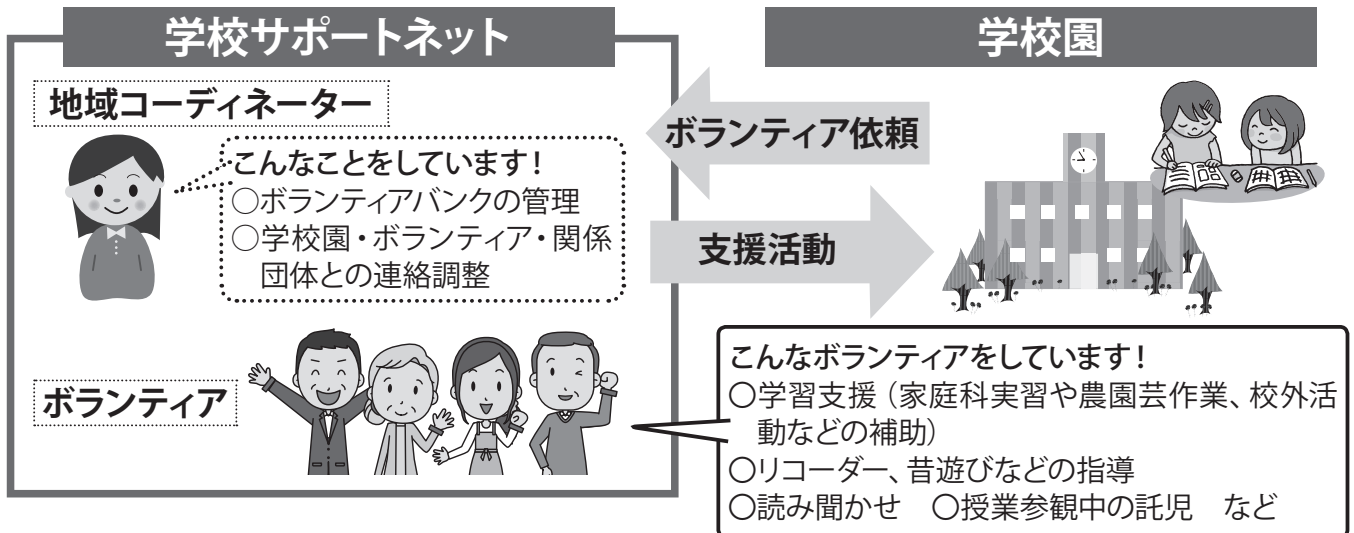 学校サポートネット
地域コーディネーター
こんなことをしています!
○ボランティアバンクの管理
○学校園・ボランティア・関係
団体との連絡調整
ボランティア
ボランティア依頼
支援活動
学校園
こんなボランティアをしています!
○学習支援(家庭科実習や農園芸作業、校外活
動などの補助)
○リコーダー、昔遊びなどの指導
○読み聞かせ ○授業参観中の託児 など